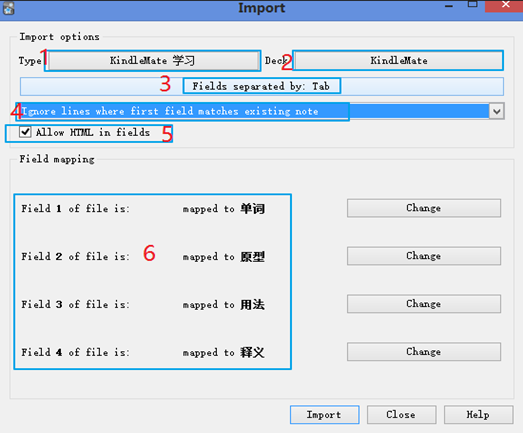 Import
Import options
1 Type KindleMate 学习 Deck 2 KindleMate
3 Fields separated by: Tab
4 Ignore lines where first field matches existing note
Allow HTML in fields 5
Field mapping
Field 1 of file is: mapped to 单词 Change
Field 2 of file is: 6 mapped to 原型 Change
Field 3 of file is: mapped to 用法 Change
Field 4 of file is: mapped to 释义 Change
Import Close Help